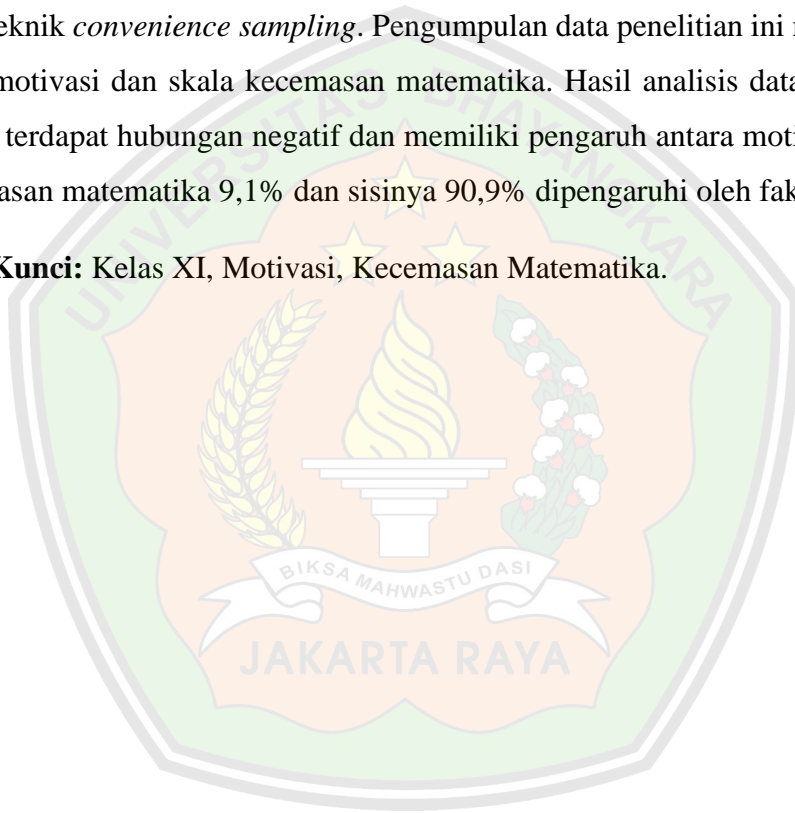 eknik convenience sampling. Pengumpulan data penelitian ini
motivasi dan skala kecemasan matematika. Hasil analisis data
terdapat hubungan negatif dan memiliki pengaruh antara
asan matematika 9,1% dan sisinya 90,9% dipengaruhi oleh
Kunci: Kelas XI, Motivasi, Kecemasan Matematika.
UNIVERSITAS BHAYANGKARA
BIKSA MAHWASTU DASI
JAKARTA RAYA